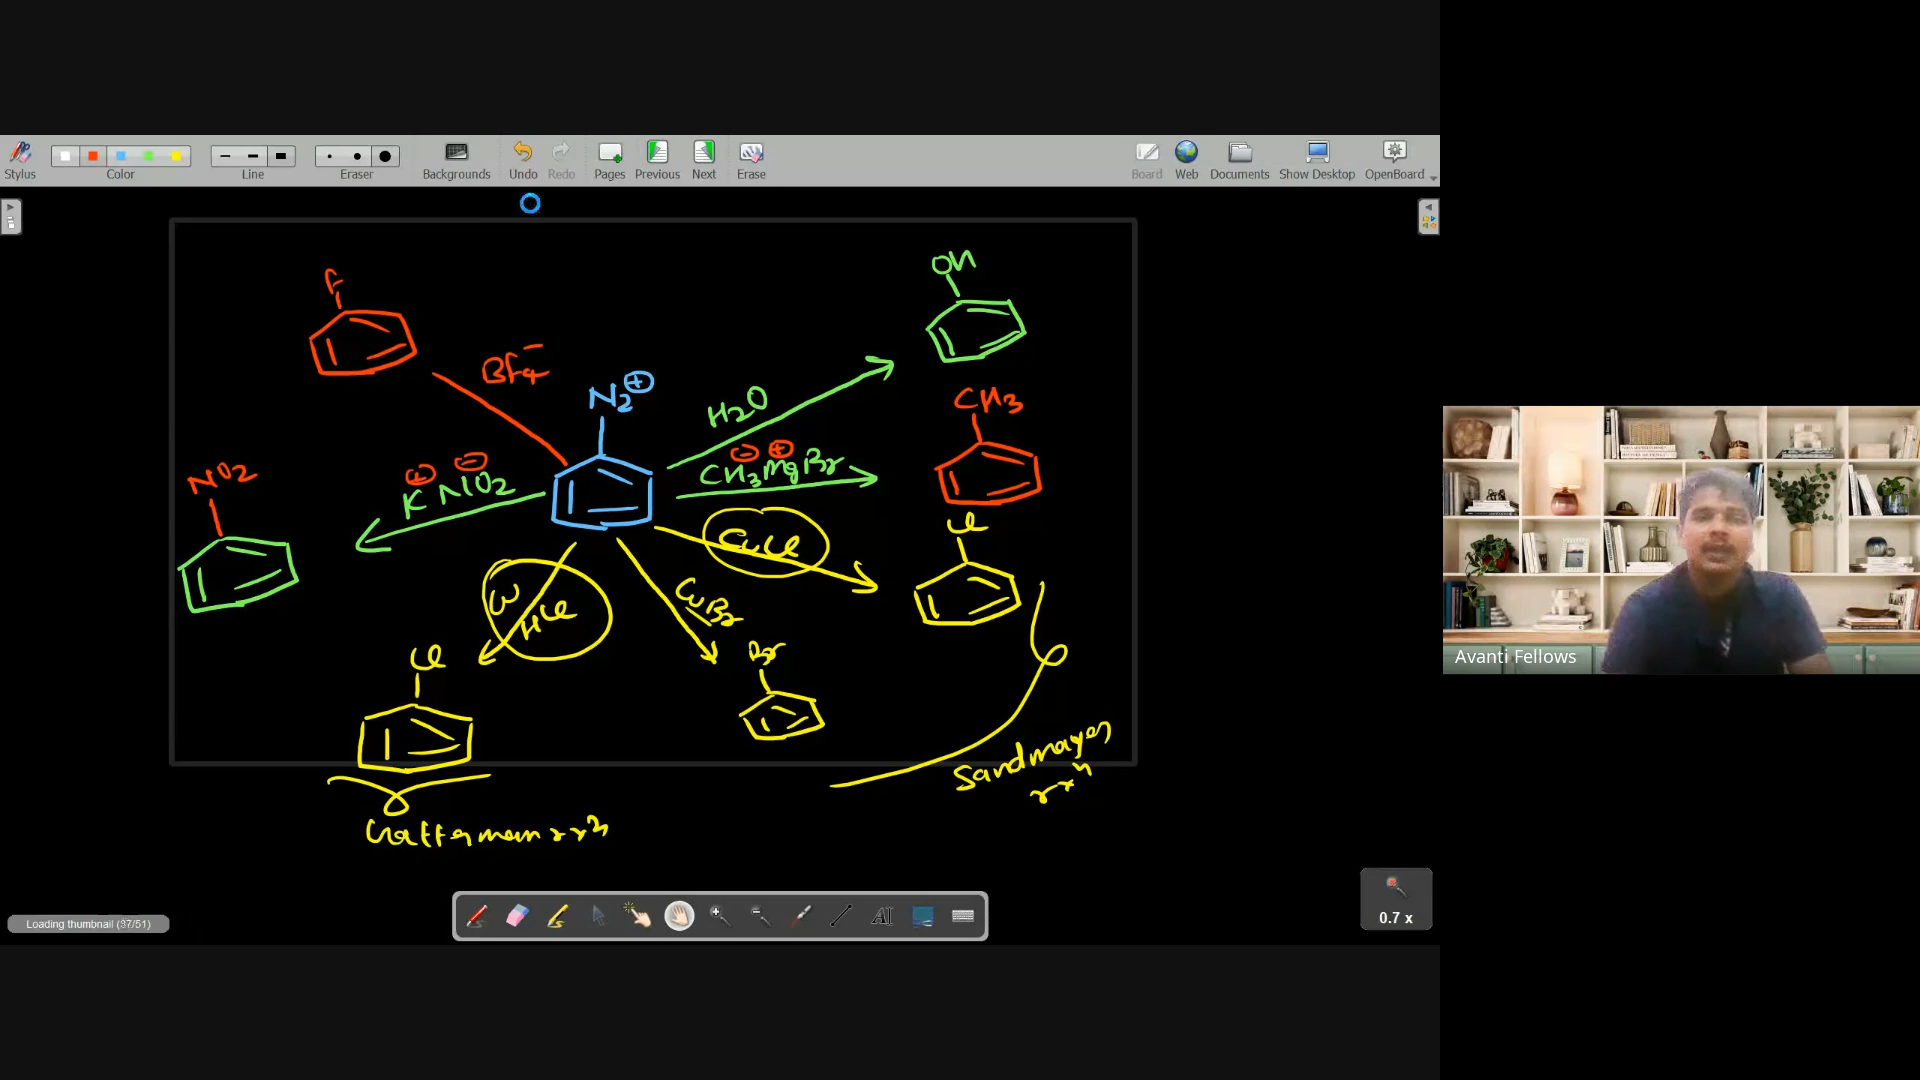 Stylus
Color
Line
Eraser
Backgrounds
Undo
Redo
Pages
Previous
Next
Erase
Board
Web
Documents
Show Desktop
OpenBoard
F
OH
BF4−
N2+
H2O
CH3
NO2
+ −
K NO2
− +
CH3MgBr
CuCl
Cl
Cu
HCl
CuBr
Cl
Br
Sandmayer
rxn
Gattermann rxn
Avanti Fellows
Loading thumbnail (37/51)
0.7 x